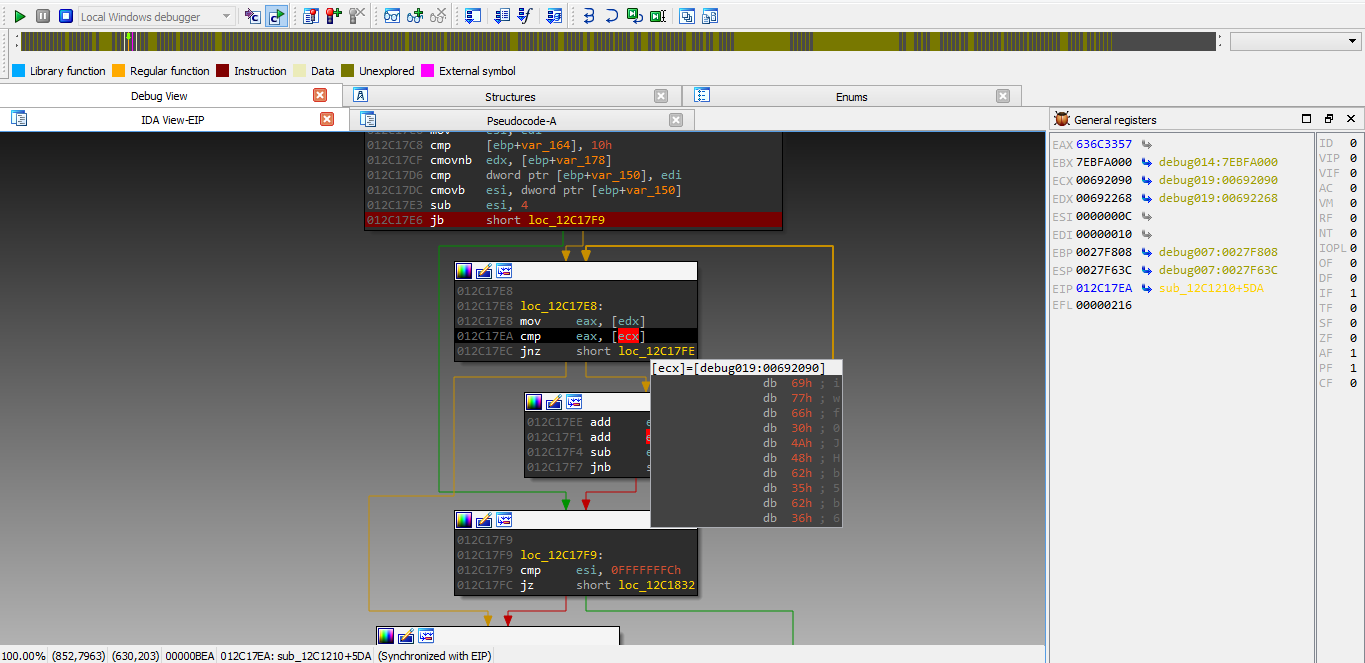 Local Windows debugger
Library function Regular function Instruction Data Unexplored External symbol
Debug View Structures Enums
IDA View-EIP Pseudocode-A
012C17C8 cmp [ebp+var_164], 10h
012C17CF cmovnb edx, [ebp+var_178]
012C17D6 cmp dword ptr [ebp+var_150], edi
012C17DC cmovb esi, dword ptr [ebp+var_150]
012C17E3 sub esi, 4
012C17E6 jb short loc_12C17F9
012C17E8
012C17E8 loc_12C17E8:
012C17E8 mov eax, [edx]
012C17EA cmp eax, [ecx]
012C17EC jnz short loc_12C17FE
[ecx]=[debug019:00692090]
db 69h ; i
db 77h ; w
db 66h ; f
db 30h ; 0
db 4Ah ; J
db 48h ; H
db 62h ; b
db 35h ; 5
db 62h ; b
db 36h ; 6
012C17EE add
012C17F1 add
012C17F4 sub
012C17F7 jnb
012C17F9
012C17F9 loc_12C17F9:
012C17F9 cmp esi, 0FFFFFFFCh
012C17FC jz short loc_12C1832
General registers
EAX 636C3357
EBX 7EBFA000 debug014:7EBFA000
ECX 00692090 debug019:00692090
EDX 00692268 debug019:00692268
ESI 0000000C
EDI 00000010
EBP 0027F808 debug007:0027F808
ESP 0027F63C debug007:0027F63C
EIP 012C17EA sub_12C1210+5DA
EFL 00000216
ID 0
VIP 0
VIF 0
AC 0
VM 0
RF 0
NT 0
IOPL 0
OF 0
DF 0
IF 1
TF 0
SF 0
ZF 0
AF 1
PF 1
CF 0
100.00% (852,7963) (630,203) 00000BEA 012C17EA: sub_12C1210+5DA (Synchronized with EIP)